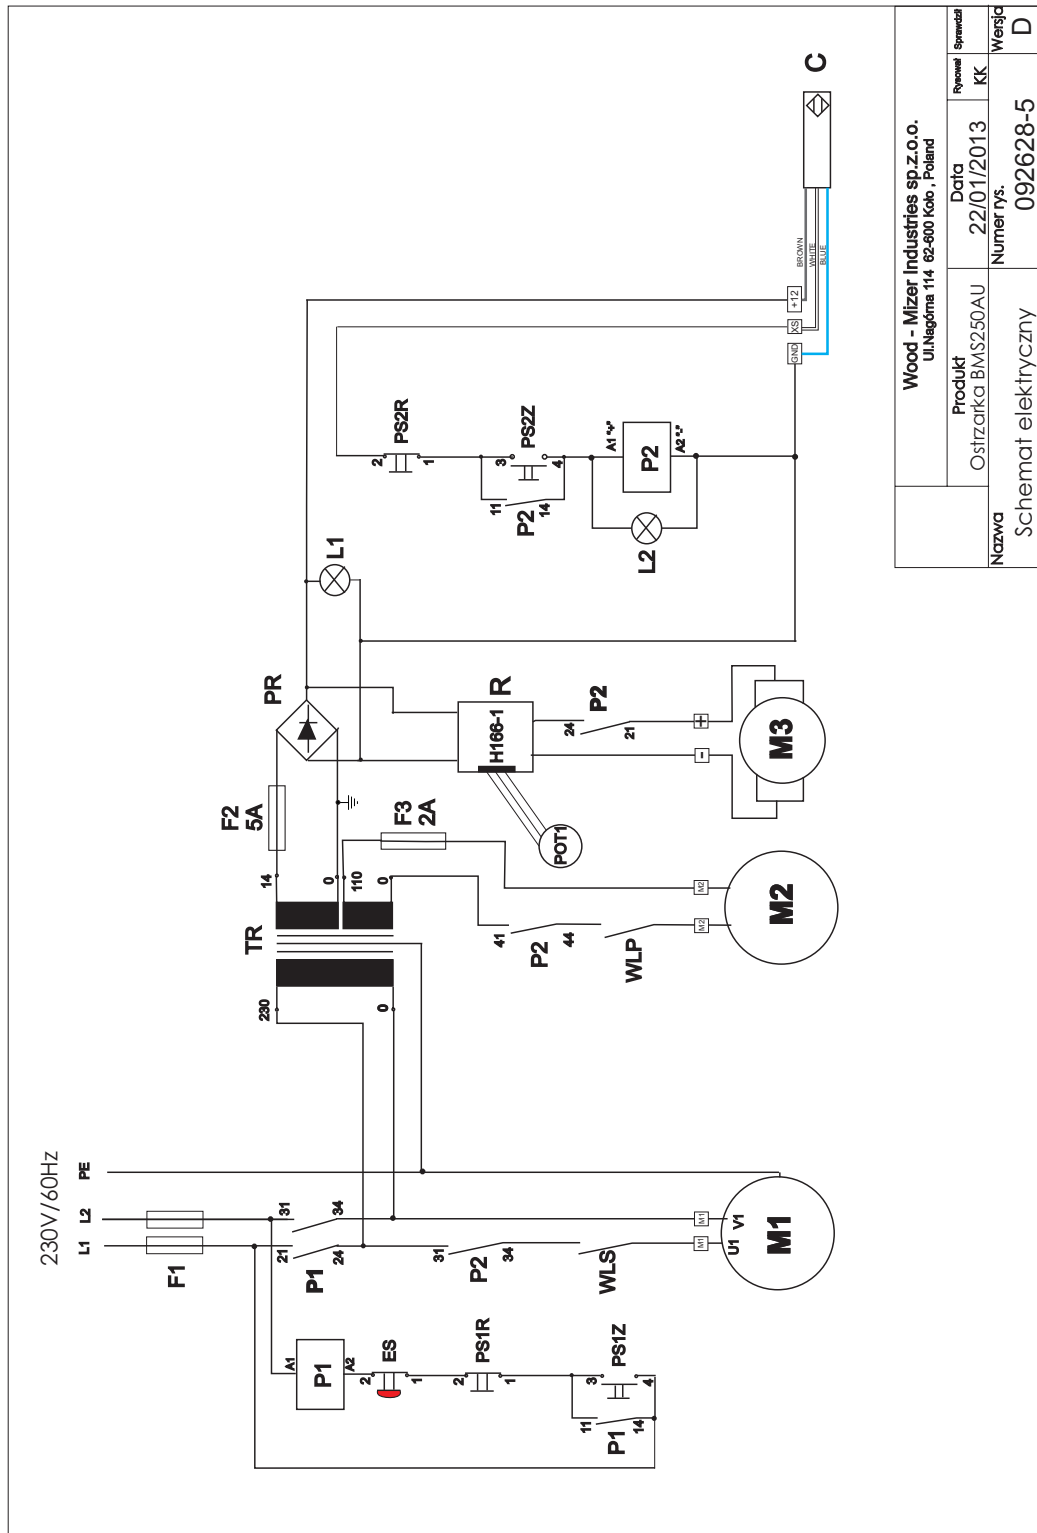 230V/60Hz
L1
L2
PE
F1
21
31
P1
24
34
31
P2
34
WLS
M1
M1
U1
V1
M1
A1
P1
A2
2
ES
1
2
PS1R
1
11
P1
14
3
PS1Z
4
TR
230
0
14
0
110
0
F2
5A
F3
2A
PR
L1
H166-1
R
POT1
24
P2
21
-
+
M3
41
P2
44
WLP
M2
M2
M2
2
PS2R
1
3
PS2Z
4
11
P2
14
A1 "+"
P2
A2 "-"
L2
GND
XS
+12
BROWN
WHITE
BLUE
C
Wood - Mizer Industries sp.z.o.o.
Ul.Nagórna 114 62-600 Koło , Poland
Produkt
Ostrzarka BMS250AU
Data
22/01/2013
Rysował
KK
Sprawdził
Nazwa
Schemat elektryczny
Numer rys.
092628-5
Wersja
D